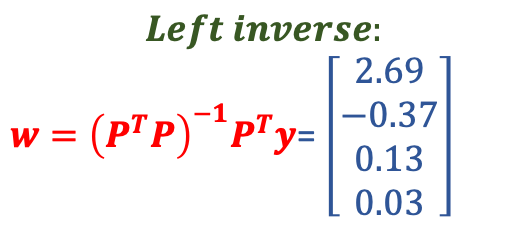 Left inverse:
w = (PᵀP)⁻¹Pᵀy= [2.69
−0.37
0.13
0.03]